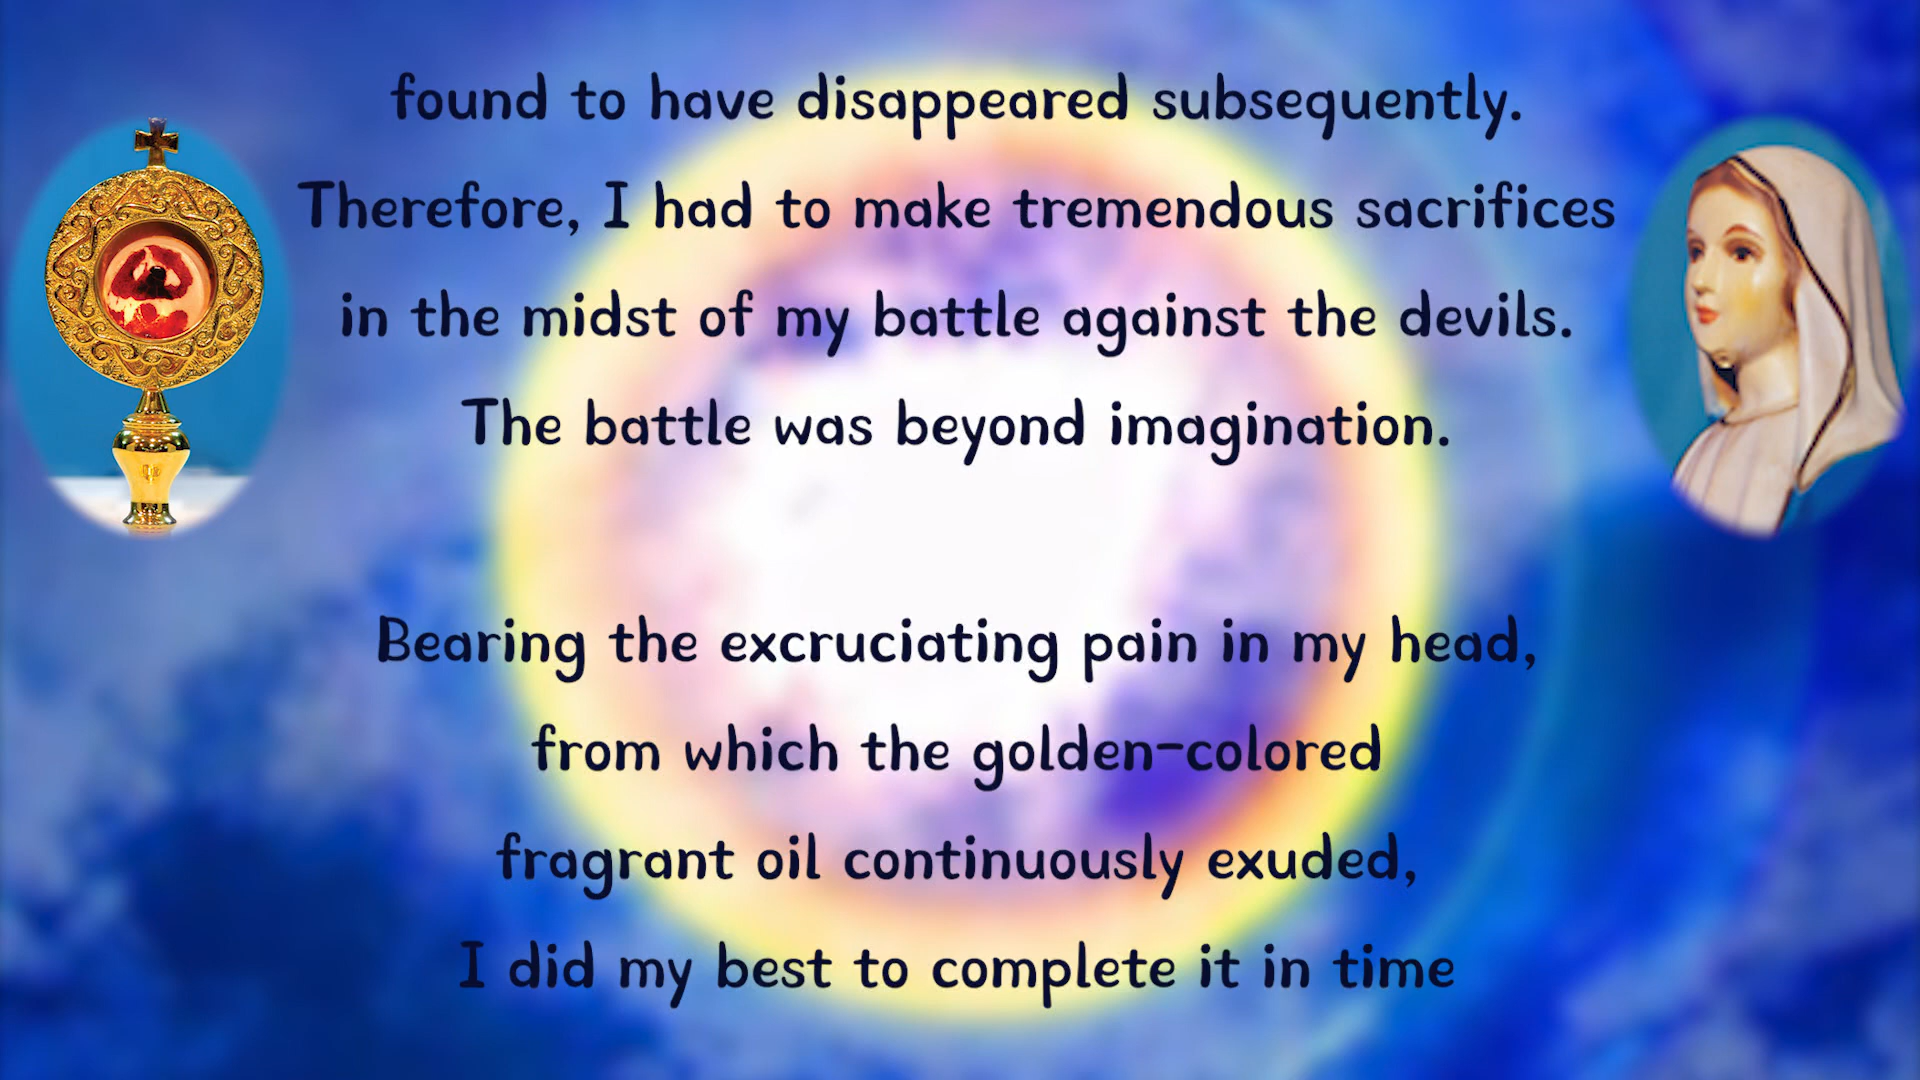 found to have disappeared subsequently.
Therefore, I had to make tremendous sacrifices
in the midst of my battle against the devils.
The battle was beyond imagination.
Bearing the excruciating pain in my head,
from which the golden-colored
fragrant oil continuously exuded,
I did my best to complete it in time